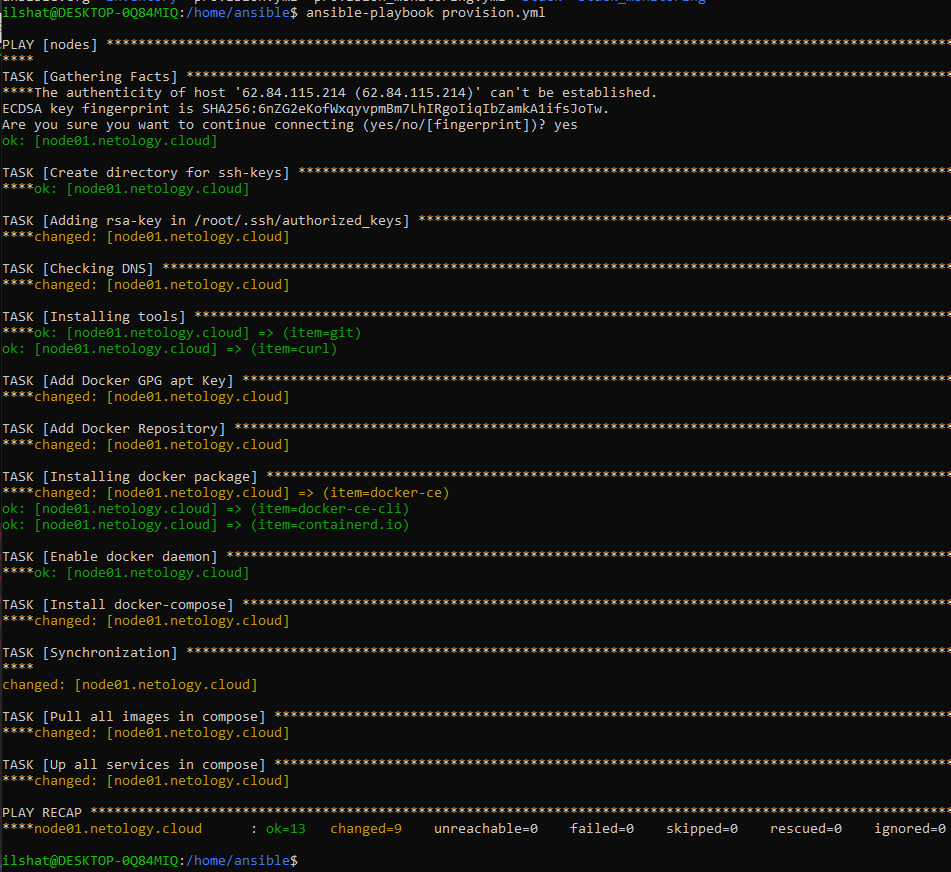 ilshat@DESKTOP-0Q84MIQ:/home/ansible$ ansible-playbook provision.yml
PLAY [nodes] *********************************************************************************************************
****
TASK [Gathering Facts] ***********************************************************************************************
****The authenticity of host '62.84.115.214 (62.84.115.214)' can't be established.
ECDSA key fingerprint is SHA256:6nZG2eKofWxqyvpmBm7LhIRgoIiqIbZamkA1ifsJoTw.
Are you sure you want to continue connecting (yes/no/[fingerprint])? yes
ok: [node01.netology.cloud]
TASK [Create directory for ssh-keys] *********************************************************************************
****ok: [node01.netology.cloud]
TASK [Adding rsa-key in /root/.ssh/authorized_keys] ******************************************************************
****changed: [node01.netology.cloud]
TASK [Checking DNS] **************************************************************************************************
****changed: [node01.netology.cloud]
TASK [Installing tools] **********************************************************************************************
****ok: [node01.netology.cloud] => (item=git)
ok: [node01.netology.cloud] => (item=curl)
TASK [Add Docker GPG apt Key] ****************************************************************************************
****changed: [node01.netology.cloud]
TASK [Add Docker Repository] *****************************************************************************************
****changed: [node01.netology.cloud]
TASK [Installing docker package] *************************************************************************************
****changed: [node01.netology.cloud] => (item=docker-ce)
ok: [node01.netology.cloud] => (item=docker-ce-cli)
ok: [node01.netology.cloud] => (item=containerd.io)
TASK [Enable docker daemon] ******************************************************************************************
****ok: [node01.netology.cloud]
TASK [Install docker-compose] ****************************************************************************************
****changed: [node01.netology.cloud]
TASK [Synchronization] ***********************************************************************************************
****
changed: [node01.netology.cloud]
TASK [Pull all images in compose] ************************************************************************************
****changed: [node01.netology.cloud]
TASK [Up all services in compose] ************************************************************************************
****changed: [node01.netology.cloud]
PLAY RECAP ***********************************************************************************************************
****node01.netology.cloud      : ok=13   changed=9    unreachable=0    failed=0    skipped=0    rescued=0    ignored=0
ilshat@DESKTOP-0Q84MIQ:/home/ansible$